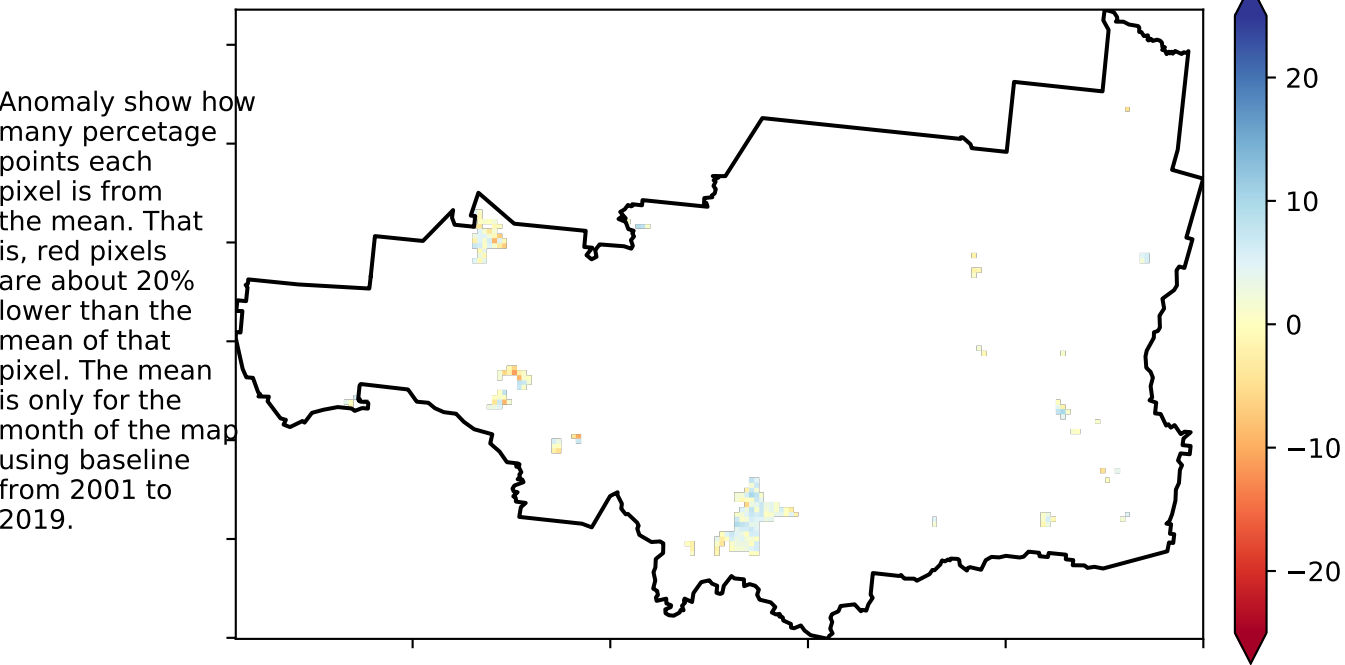 Anomaly show how
many percetage
points each
pixel is from
the mean. That
is, red pixels
are about 20%
lower than the
mean of that
pixel. The mean
is only for the
month of the map
using baseline
from 2001 to
2019.
20
10
0
−10
−20